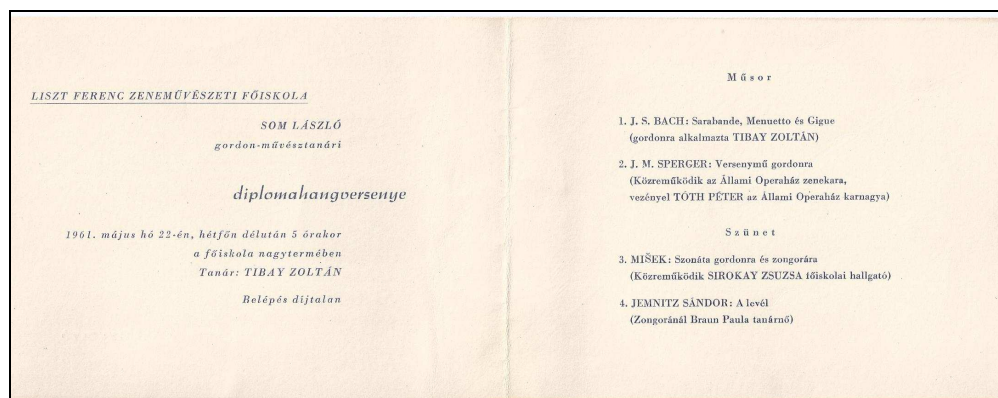 LISZT FERENC ZENEMŰVÉSZETI FŐISKOLA
SOM LÁSZLÓ
gordon-művésztanári
diplomahangversenye
1961. május hó 22-én, hétfőn délután 5 órakor
a főiskola nagytermében
Tanár: TIBAY ZOLTÁN
Belépés díjtalan
Műsor
1. J. S. BACH: Sarabande, Menuetto és Gigue
(gordonra alkalmazta TIBAY ZOLTÁN)
2. J. M. SPERGER: Versenymű gordonra
(Közreműködik az Állami Operaház zenekara,
vezényel TÓTH PÉTER az Állami Operaház karnagya)
Szünet
3. MIŠEK: Szonáta gordonra és zongorára
(Közreműködik SIROKAY ZSUZSA főiskolai hallgató)
4. JEMNITZ SÁNDOR: A levél
(Zongoránál Braun Paula tanárnő)